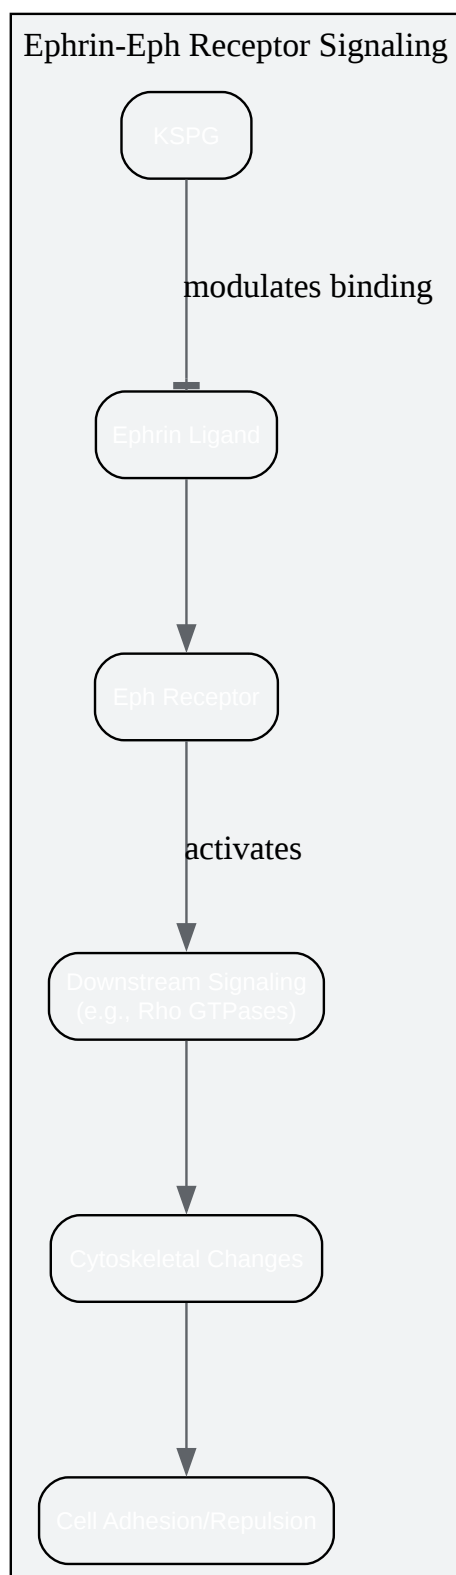 Ephrin-Eph Receptor Signaling
KSPG
modulates binding
Ephrin Ligand
Eph Receptor
activates
Downstream Signaling
(e.g., Rho GTPases)
Cytoskeletal Changes
Cell Adhesion/Repulsion